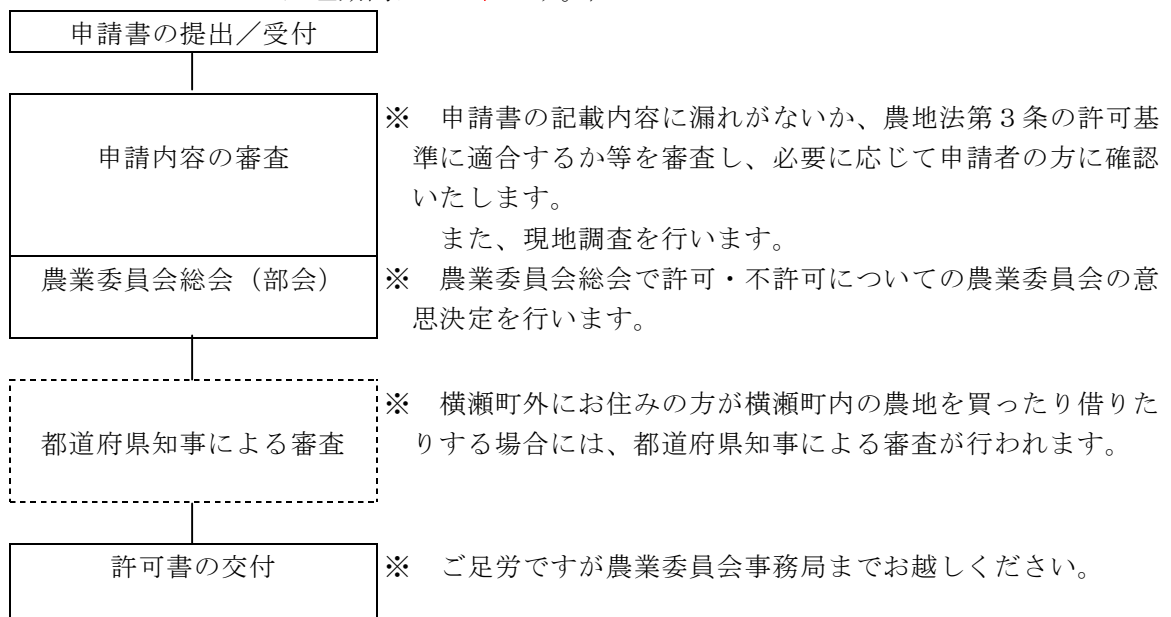 申請書の提出／受付
申請内容の審査
※　申請書の記載内容に漏れがないか、農地法第３条の許可基
準に適合するか等を審査し、必要に応じて申請者の方に確認
いたします。
また、現地調査を行います。
農業委員会総会（部会）
※　農業委員会総会で許可・不許可についての農業委員会の意
思決定を行います。
都道府県知事による審査
※　横瀬町外にお住みの方が横瀬町内の農地を買ったり借りた
りする場合には、都道府県知事による審査が行われます。
許可書の交付
※　ご足労ですが農業委員会事務局までお越しください。